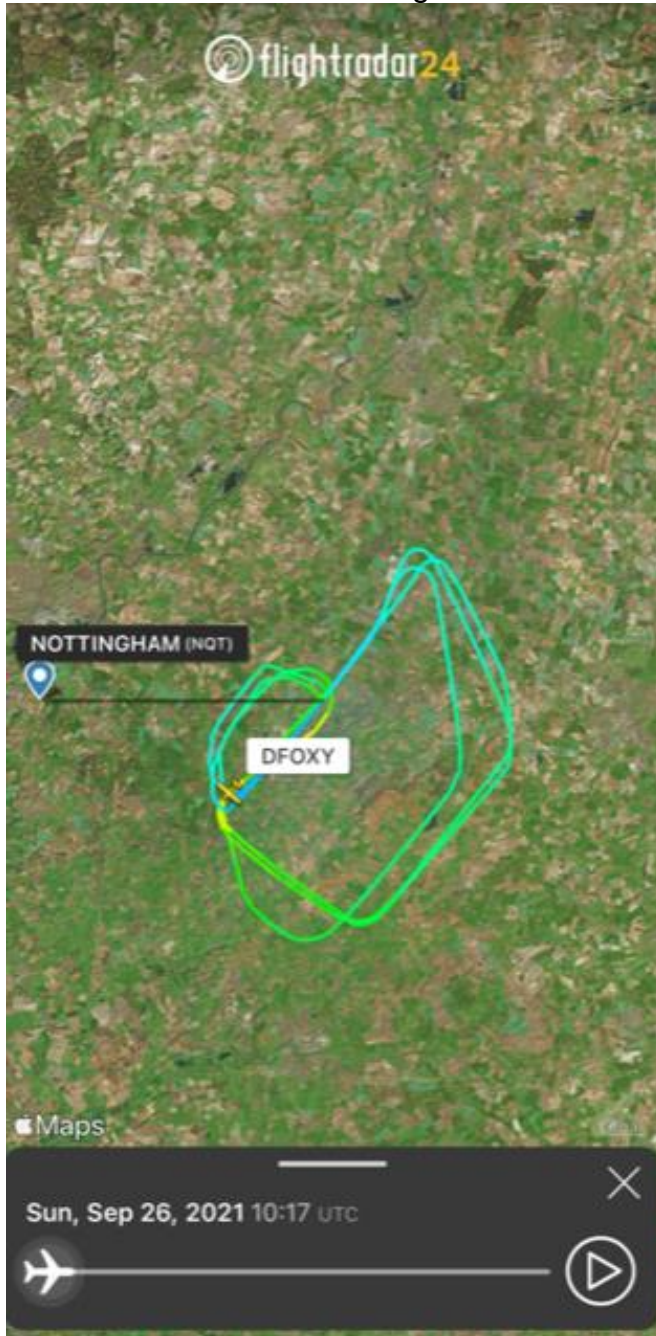 flightradar24
NOTTINGHAM (NQT)
DFOXY
Maps
Sun, Sep 26, 2021 10:17 UTC